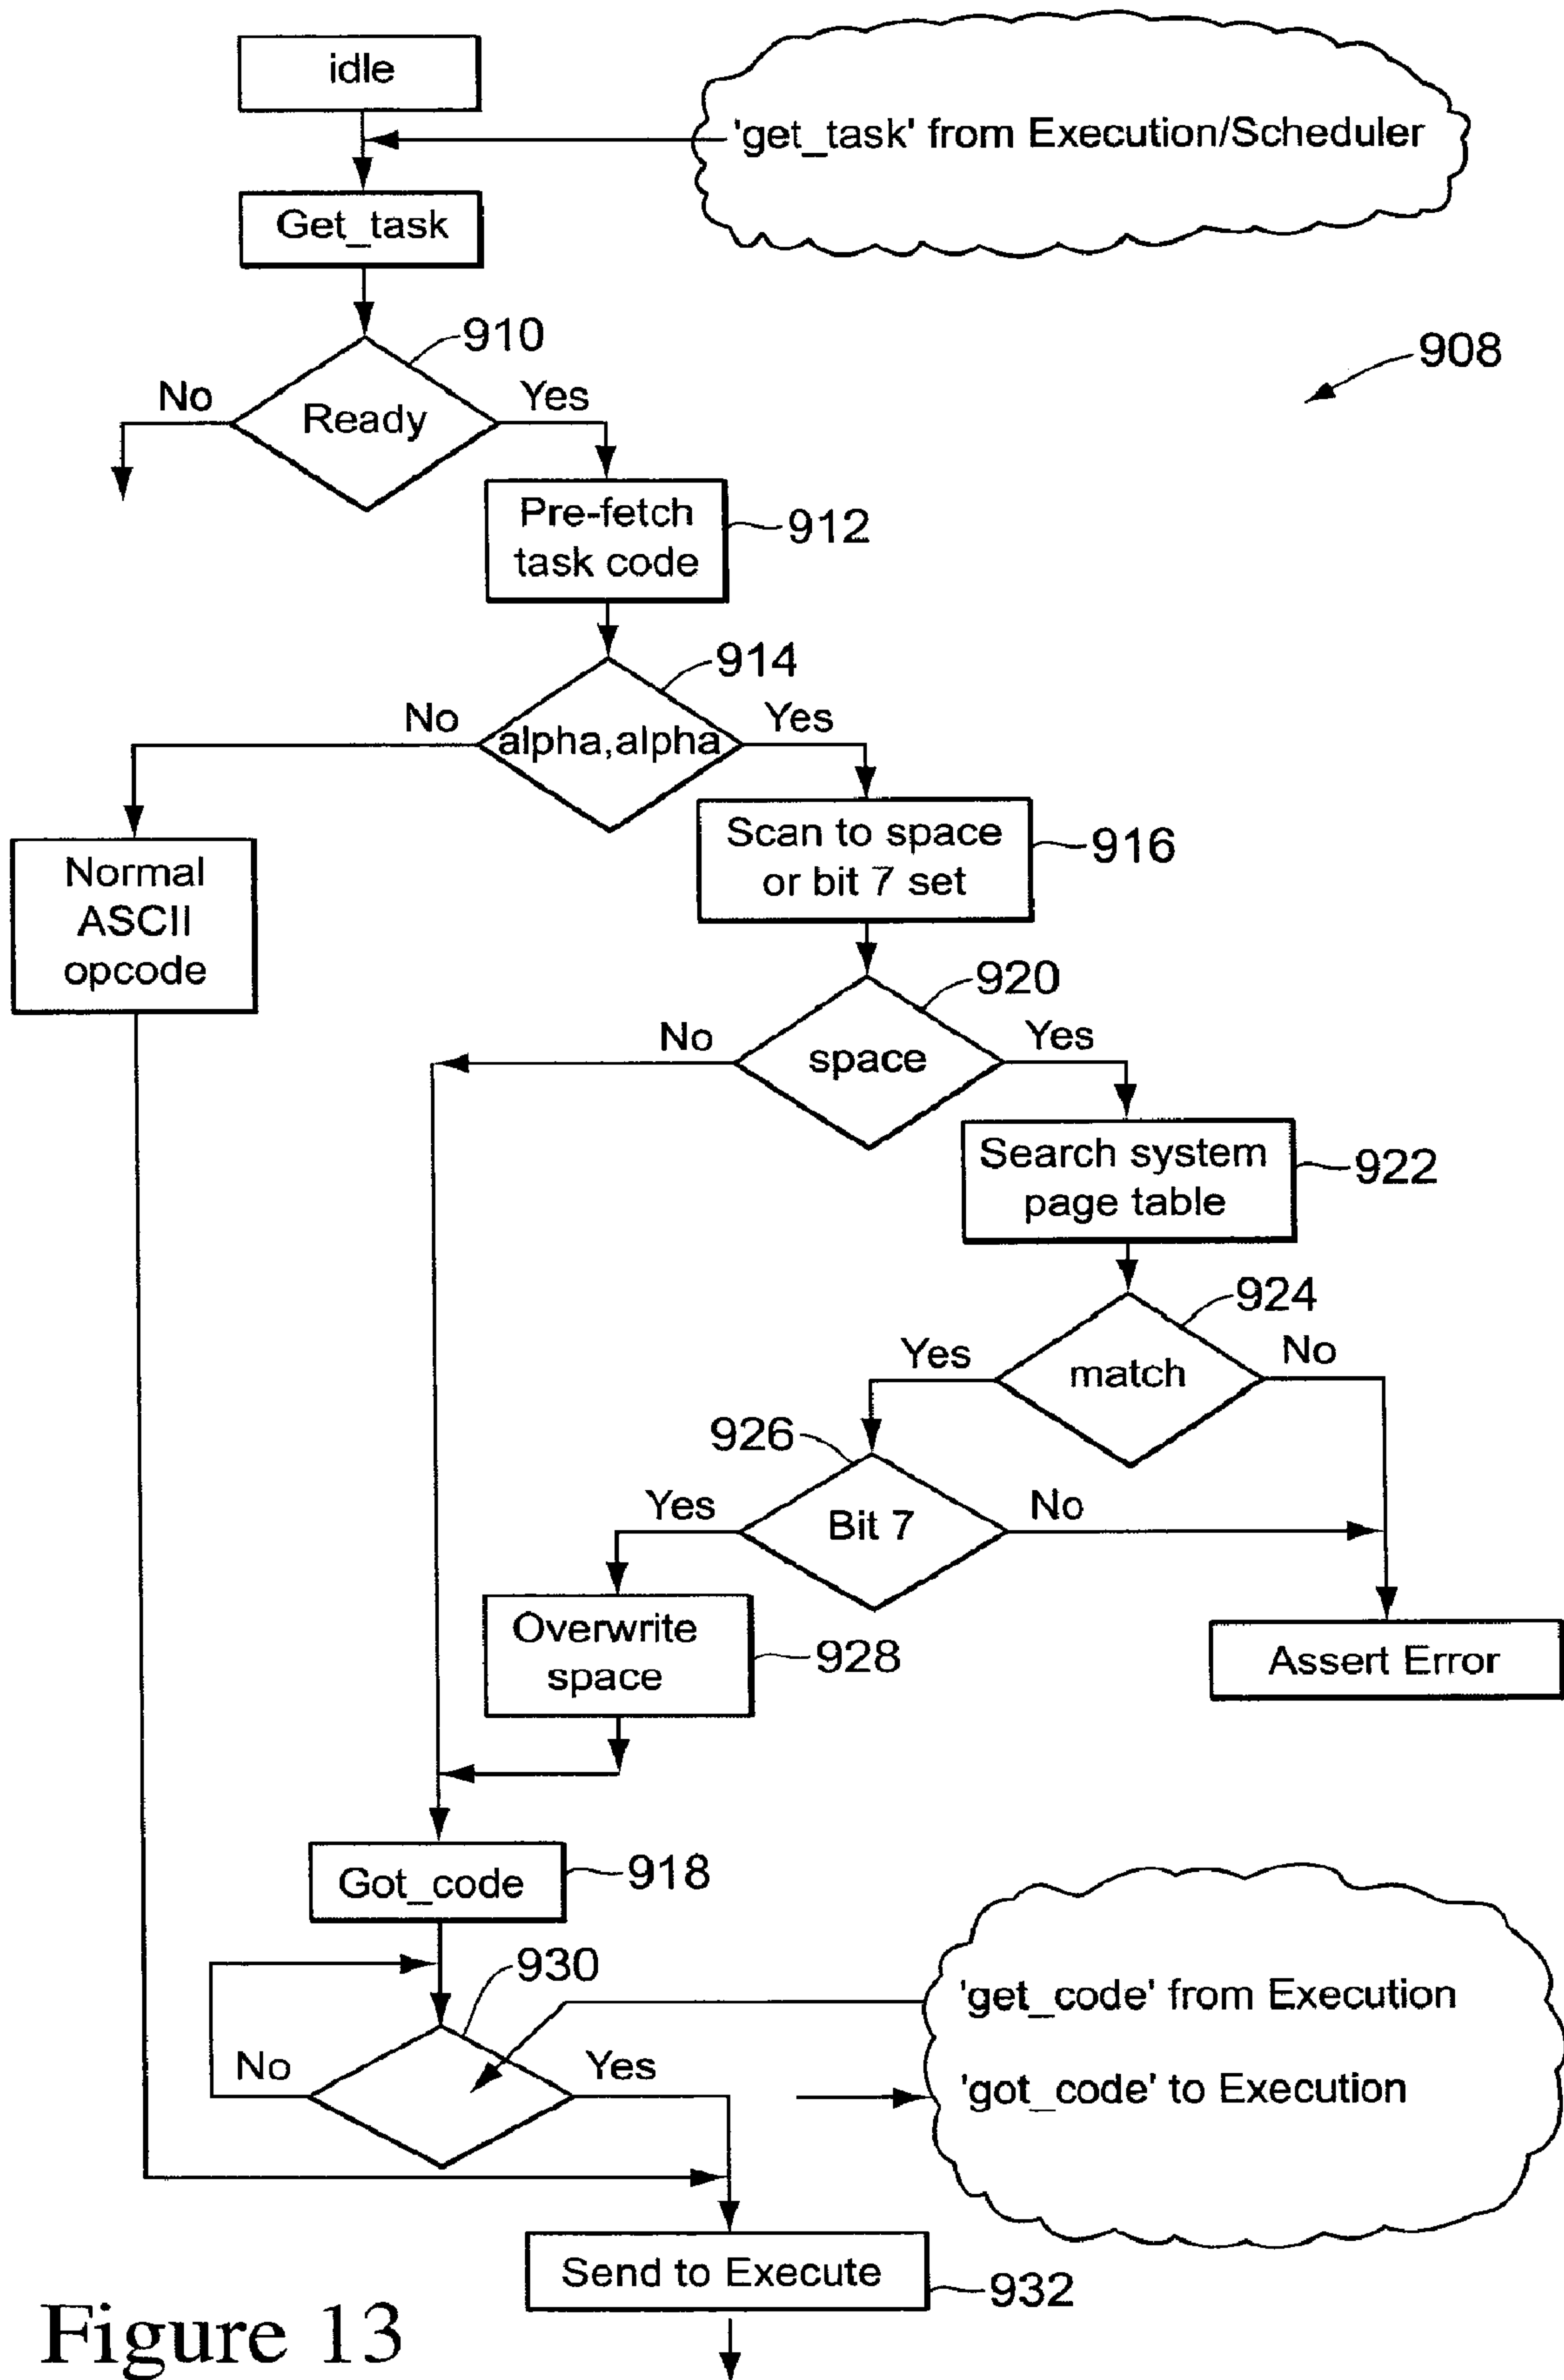 idle
'get_task' from Execution/Scheduler
Get_task
910
908
No
Yes
Ready
Pre-fetch
task code
912
914
No
Yes
alpha,alpha
Scan to space
or bit 7 set
916
Normal
ASCII
opcode
920
No
Yes
space
Search system
page table
922
924
Yes
No
match
926
Yes
No
Bit 7
Overwrite
space
928
Assert Error
Got_code
918
930
'get_code' from Execution
No
Yes
'got_code' to Execution
Send to Execute
932
Figure 13